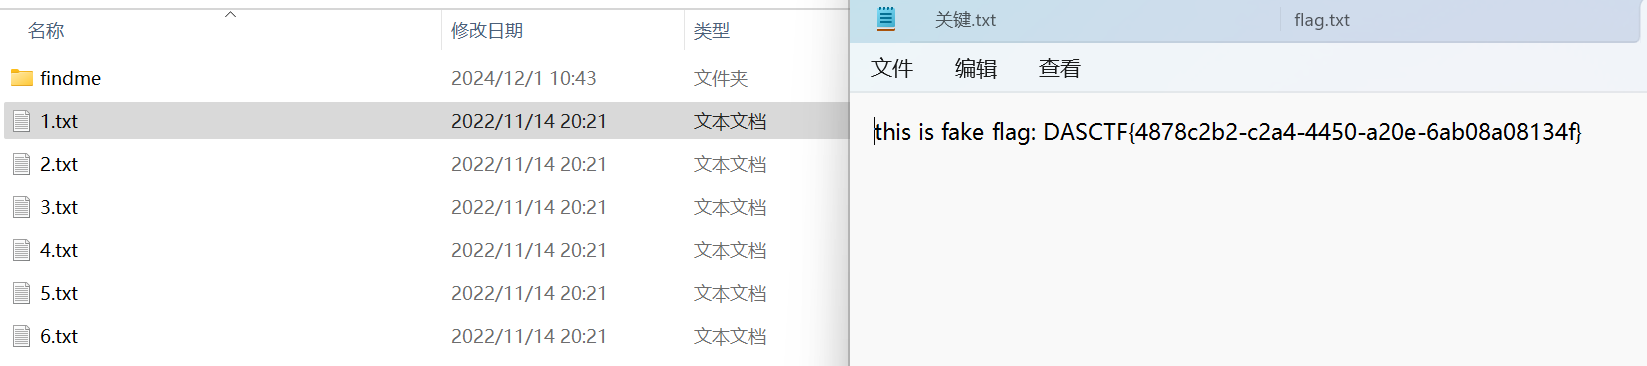 名称 修改日期 类型
findme 2024/12/1 10:43 文件夹
1.txt 2022/11/14 20:21 文本文档
2.txt 2022/11/14 20:21 文本文档
3.txt 2022/11/14 20:21 文本文档
4.txt 2022/11/14 20:21 文本文档
5.txt 2022/11/14 20:21 文本文档
6.txt 2022/11/14 20:21 文本文档
关键.txt flag.txt
文件 编辑 查看
this is fake flag: DASCTF{4878c2b2-c2a4-4450-a20e-6ab08a08134f}